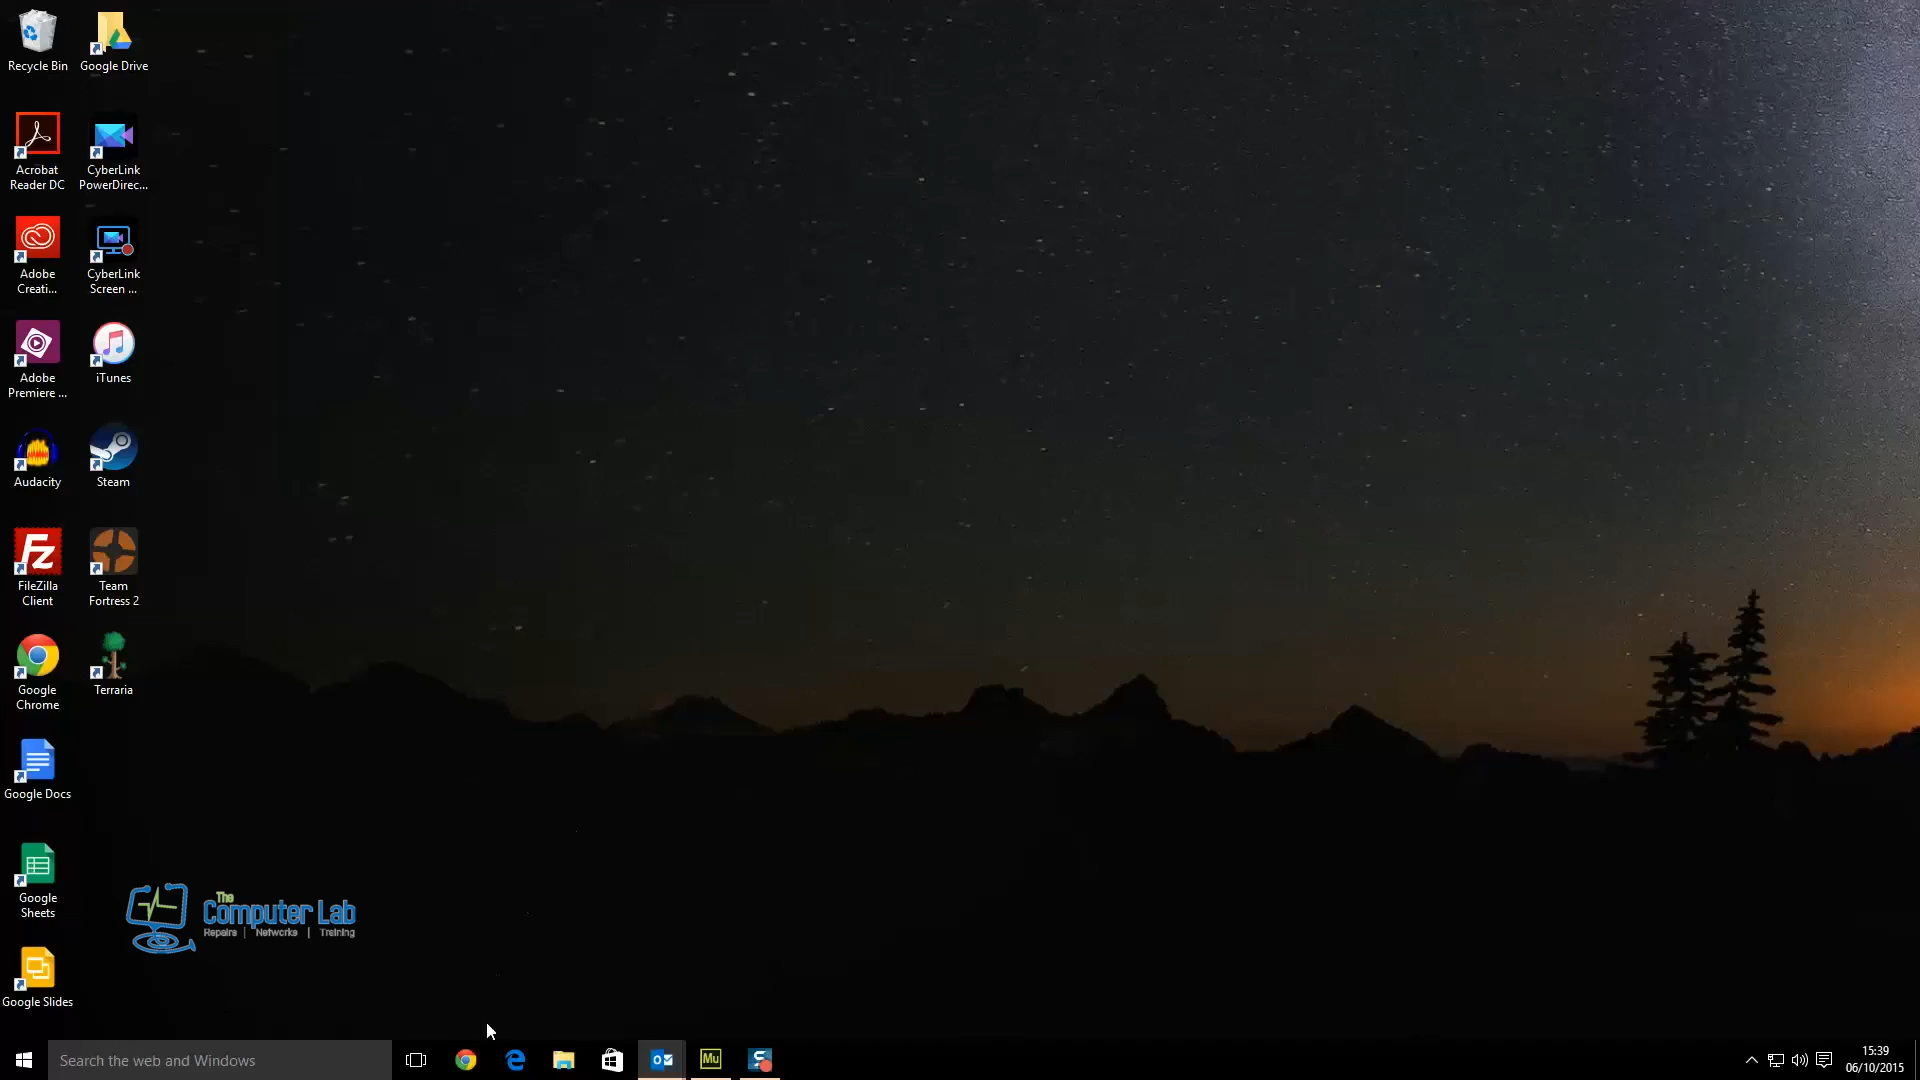 Recycle Bin
Google Drive
Acrobat
Reader DC
CyberLink
PowerDirec...
Adobe
Creati...
CyberLink
Screen ...
Adobe
Premiere ...
iTunes
Audacity
Steam
FileZilla
Client
Team
Fortress 2
Google
Chrome
Terraria
Google Docs
Google
Sheets
Google Slides
The
Computer Lab
Repairs | Networks | Training
Search the web and Windows
Mu
15:39
06/10/2015